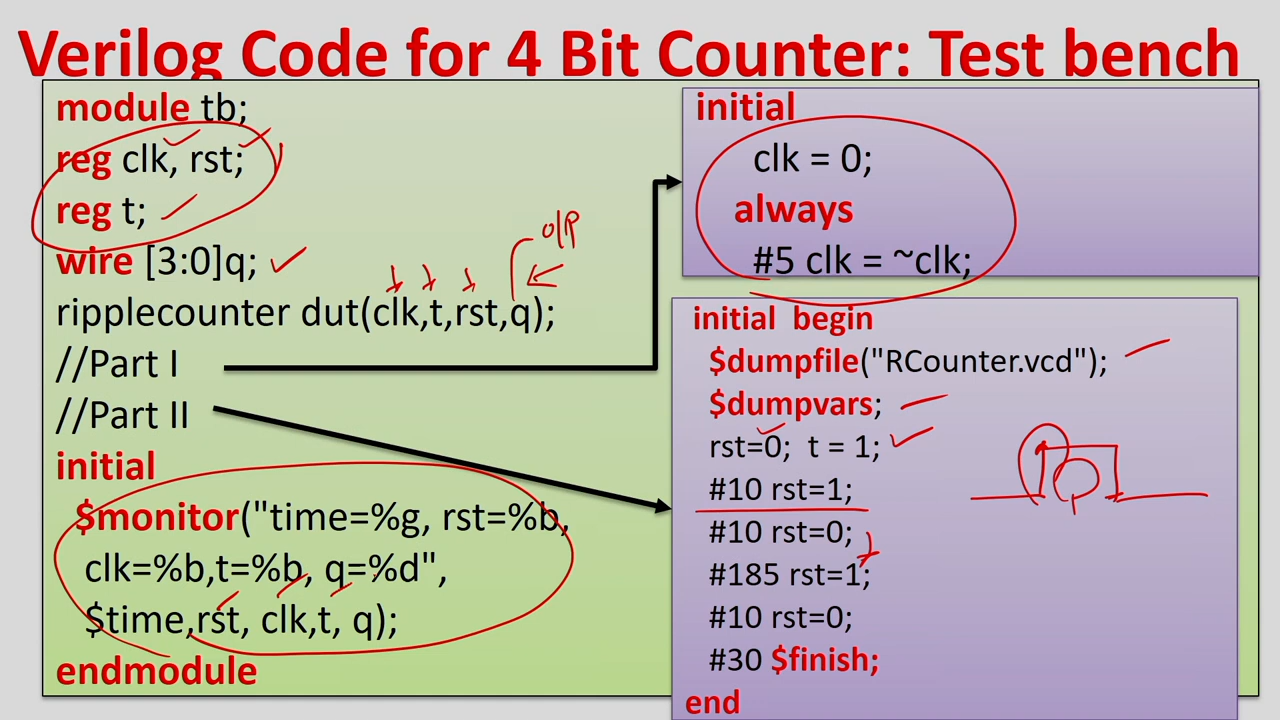 Verilog Code for 4 Bit Counter: Test bench
module tb;
reg clk, rst;
reg t;
wire [3:0]q;
ripplecounter dut(clk,t,rst,q);
//Part I
//Part II
initial
$monitor("time=%g, rst=%b,
clk=%b,t=%b, q=%d",
$time,rst, clk,t, q);
endmodule
o/p
initial
clk = 0;
always
#5 clk = ~clk;
initial begin
$dumpfile("RCounter.vcd");
$dumpvars;
rst=0; t = 1;
#10 rst=1;
#10 rst=0;
#185 rst=1;
#10 rst=0;
#30 $finish;
end